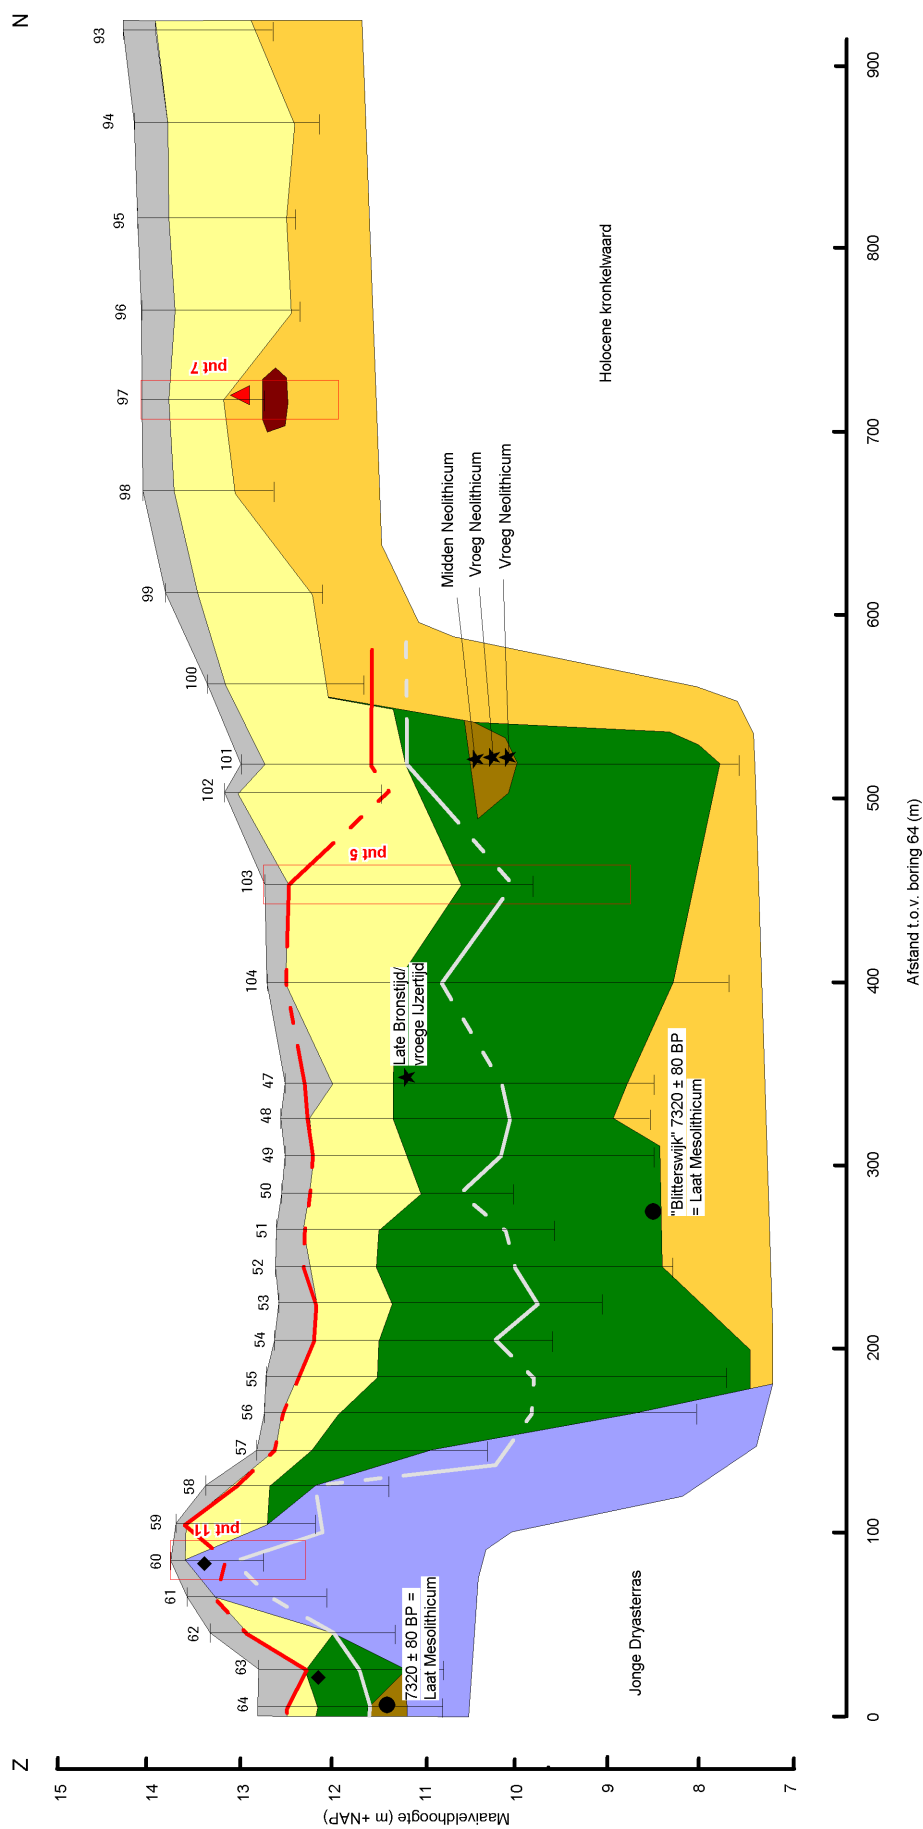 Z
N
64
63
62
61
60
59
58
57
56
55
54
53
52
51
50
49
48
47
104
103
102
101
100
99
98
97
96
95
94
93
put 11
put 5
put 7
Late Bronstijd/
vroege IJzertijd
Midden Neolithicum
Vroeg Neolithicum
Vroeg Neolithicum
7320 ± 80 BP =
Laat Mesolithicum
"Blitterswijk" 7320 ± 80 BP
= Laat Mesolithicum
Jonge Dryasterras
Holocene kronkelwaard
15
14
13
12
11
10
9
8
7
Maaiveldhoogte (m +NAP)
0
100
200
300
400
500
600
700
800
900
Afstand t.o.v. boring 64 (m)